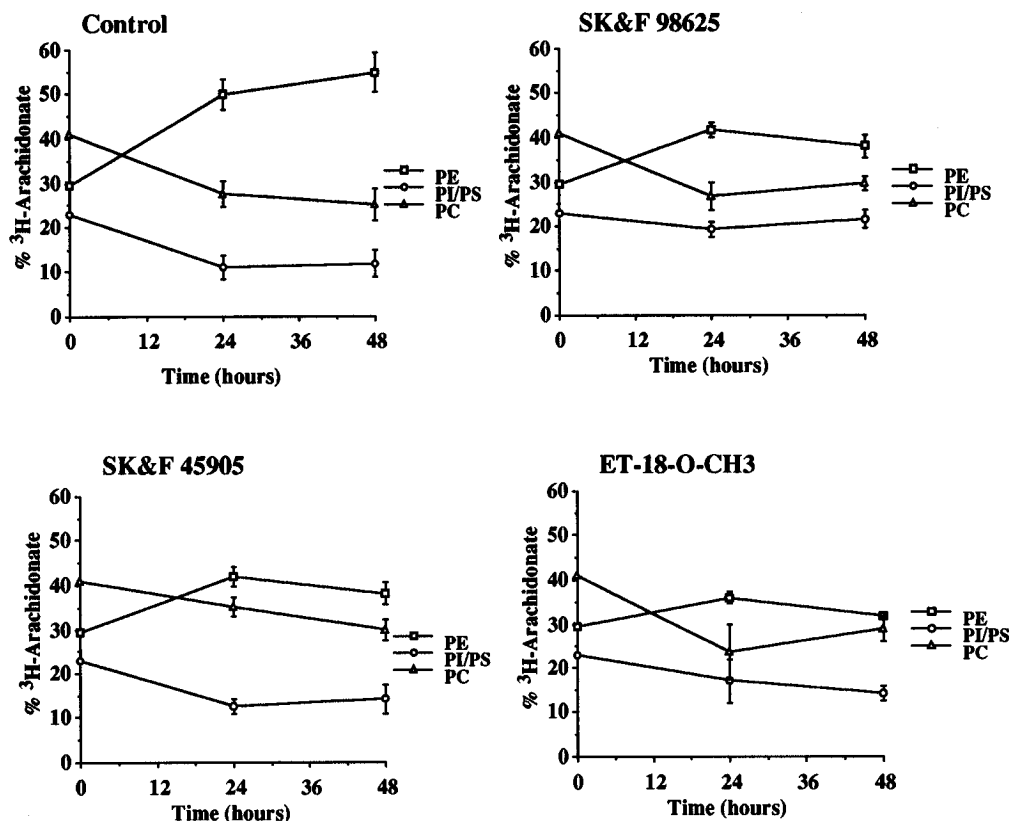 Control
% ³H-Arachidonate
60
50
40
30
20
10
0
0 12 24 36 48
Time (hours)
PE
PI/PS
PC
SK&F 98625
% ³H-Arachidonate
60
50
40
30
20
10
0
0 12 24 36 48
Time (hours)
PE
PI/PS
PC
SK&F 45905
% ³H-Arachidonate
60
50
40
30
20
10
0
0 12 24 36 48
Time (hours)
PE
PI/PS
PC
ET-18-O-CH3
% ³H-Arachidonate
60
50
40
30
20
10
0
0 12 24 36 48
Time (hours)
PE
PI/PS
PC